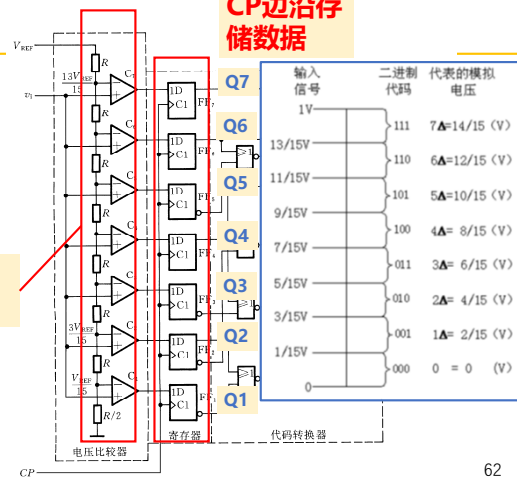 CP边沿存
储数据
V_REF
R
13V_REF
15
v_I
C₇
1D
C1
Q7
Q6
Q5
Q4
Q3
Q2
Q1
R
R
R
R
R
3V_REF
15
R
V_REF
15
R/2
≥1
≥1
输入
信号
二进制
代码
代表的模拟
电压
1V
111 7Δ=14/15 (V)
13/15V
110 6Δ=12/15 (V)
11/15V
101 5Δ=10/15 (V)
9/15V
100 4Δ= 8/15 (V)
7/15V
011 3Δ= 6/15 (V)
5/15V
010 2Δ= 4/15 (V)
3/15V
001 1Δ= 2/15 (V)
1/15V
000 0 = 0 (V)
0
电压比较器
寄存器
代码转换器
CP
62